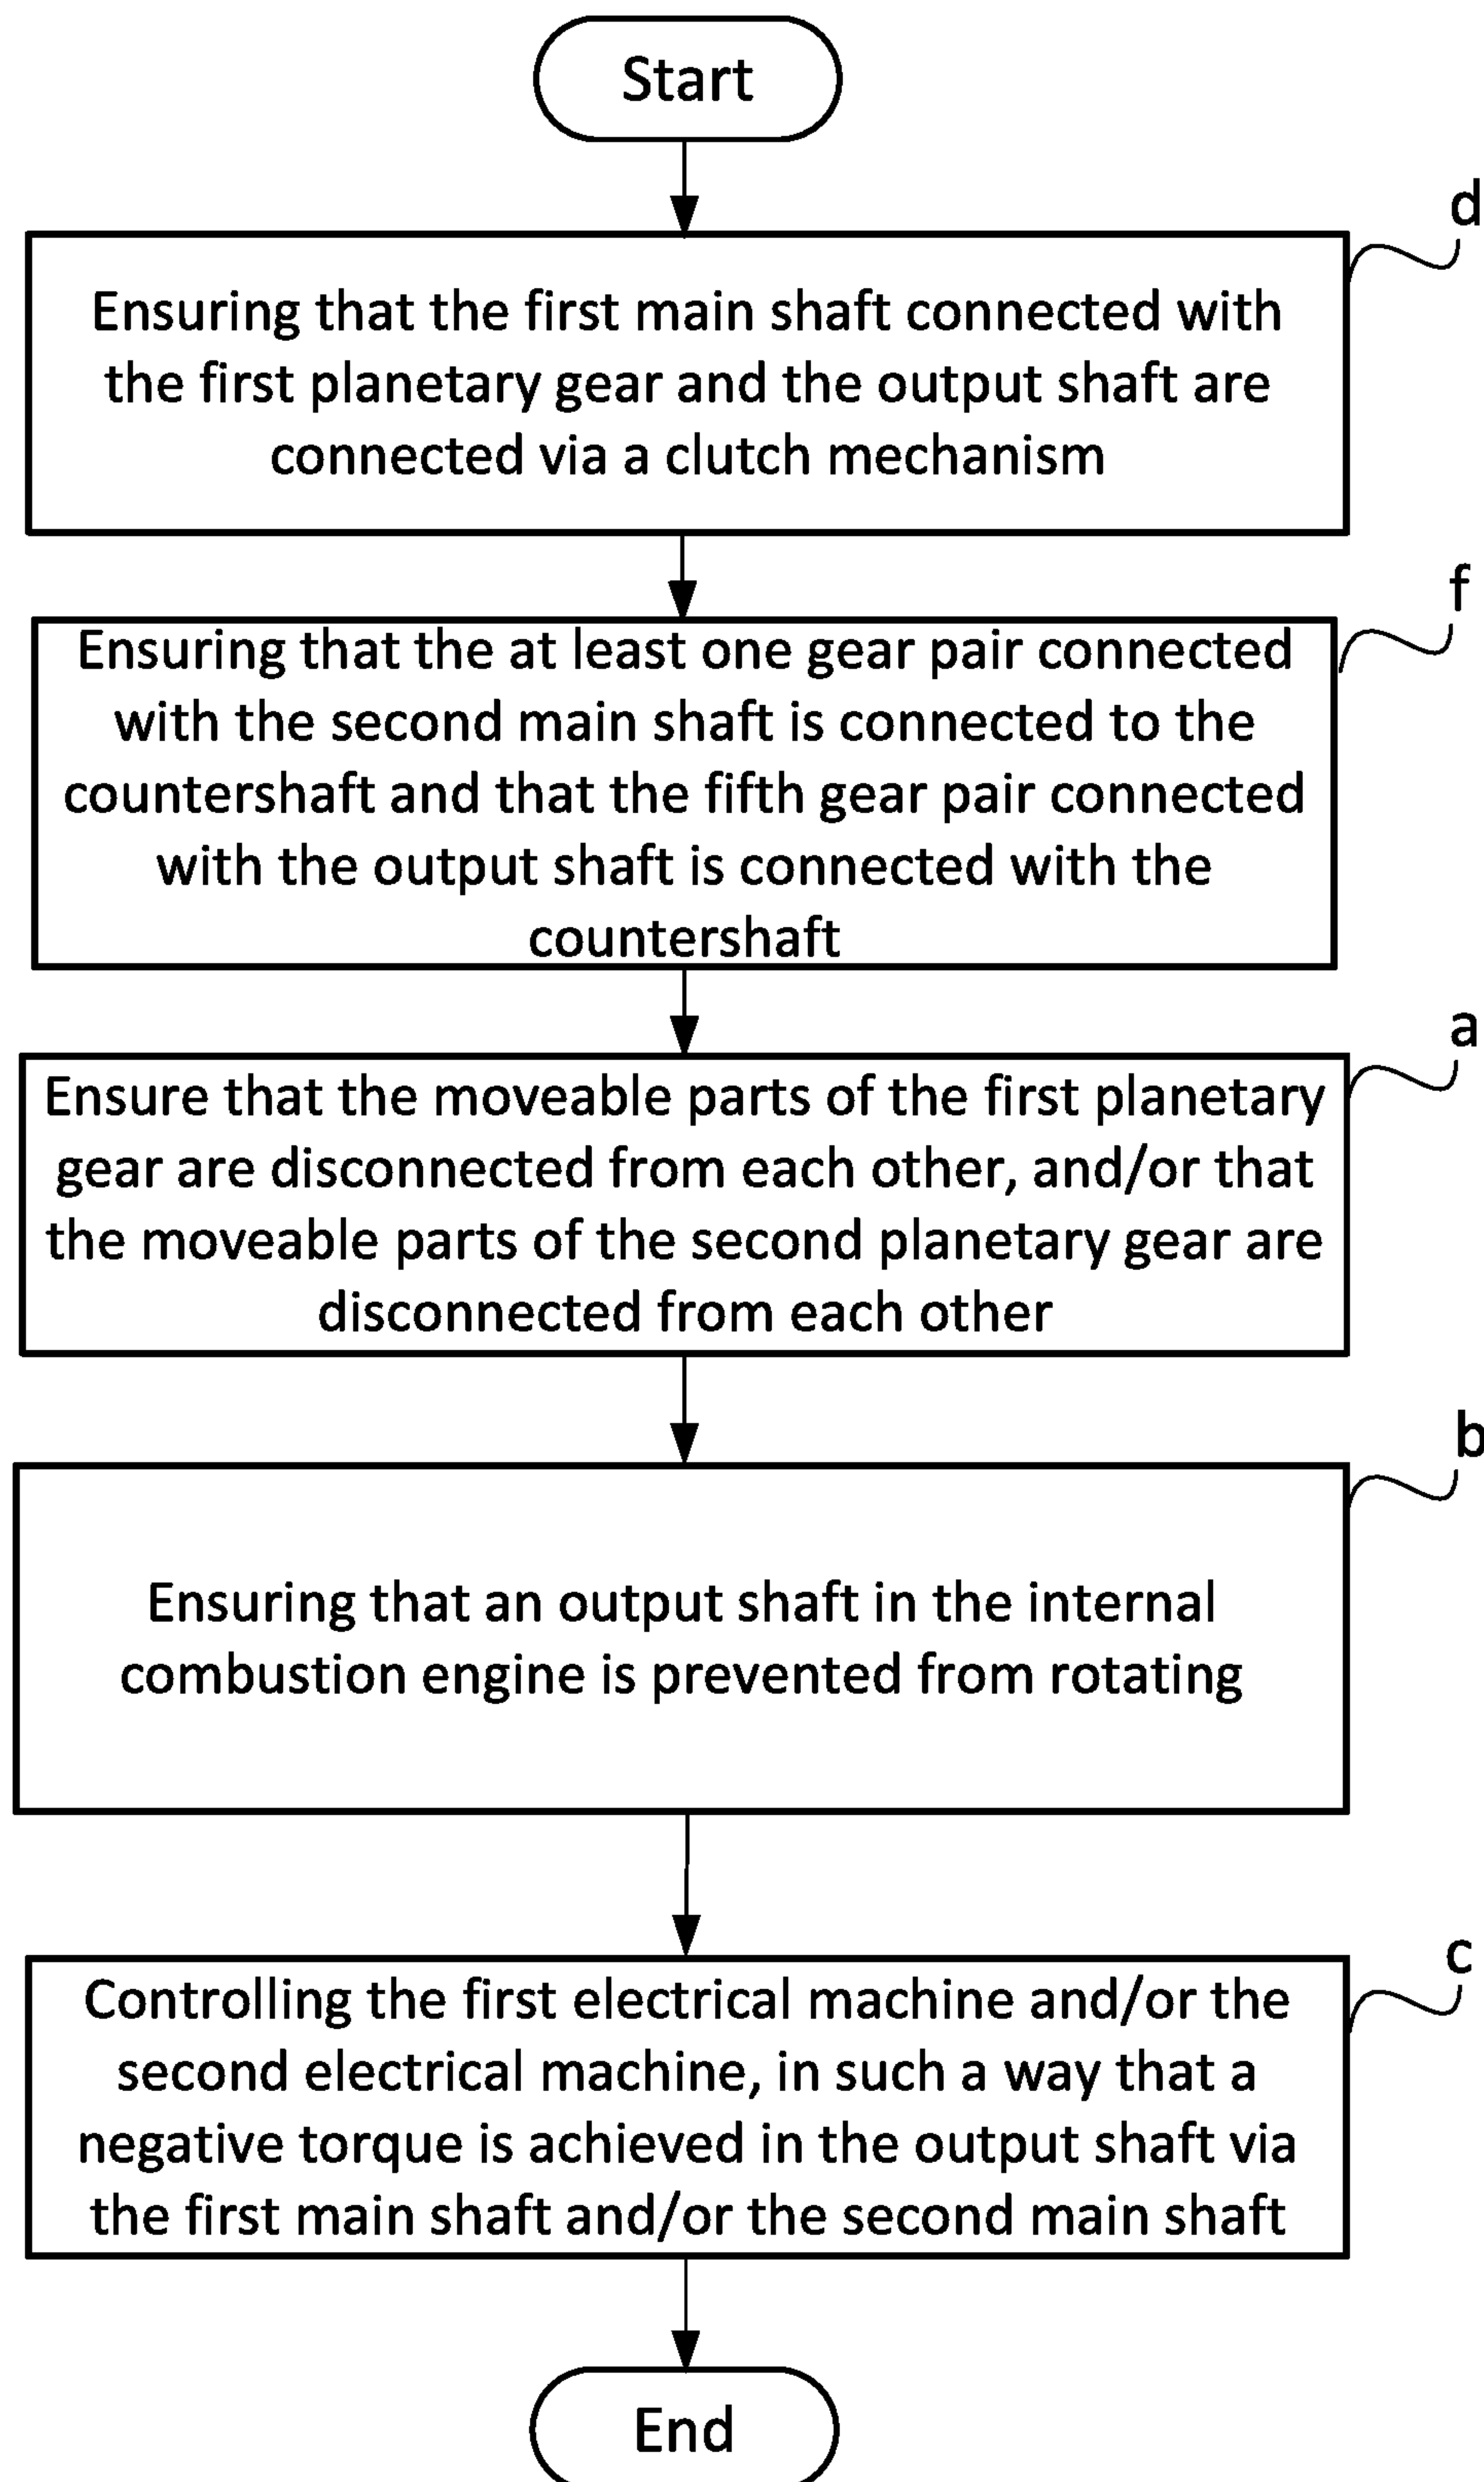 Start
d
Ensuring that the first main shaft connected with
the first planetary gear and the output shaft are
connected via a clutch mechanism
f
Ensuring that the at least one gear pair connected
with the second main shaft is connected to the
countershaft and that the fifth gear pair connected
with the output shaft is connected with the
countershaft
a
Ensure that the moveable parts of the first planetary
gear are disconnected from each other, and/or that
the moveable parts of the second planetary gear are
disconnected from each other
b
Ensuring that an output shaft in the internal
combustion engine is prevented from rotating
c
Controlling the first electrical machine and/or the
second electrical machine, in such a way that a
negative torque is achieved in the output shaft via
the first main shaft and/or the second main shaft
End